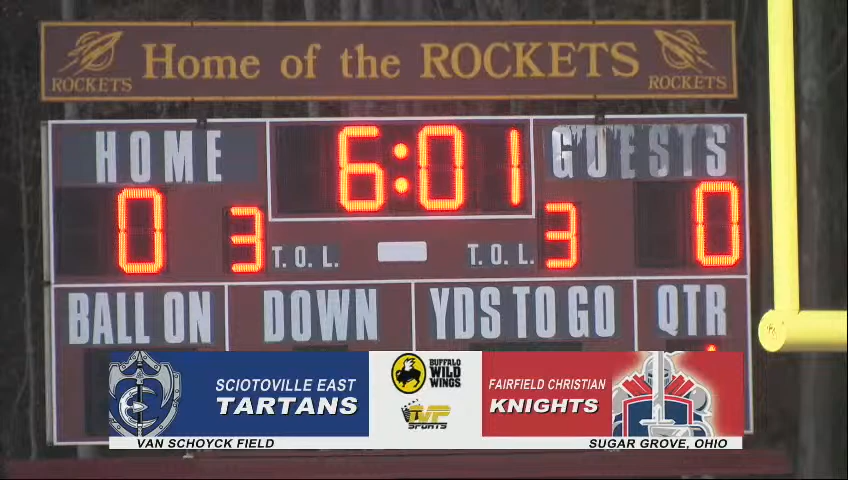 Home of the ROCKETS
ROCKETS
ROCKETS
HOME
6:01
GUESTS
0
3
T.O.L.
T.O.L.
3
0
BALL ON
DOWN
YDS TO GO
QTR
SCIOTOVILLE EAST
TARTANS
BUFFALO
WILD
WINGS
TVP
SPORTS
FAIRFIELD CHRISTIAN
KNIGHTS
VAN SCHOYCK FIELD
SUGAR GROVE, OHIO